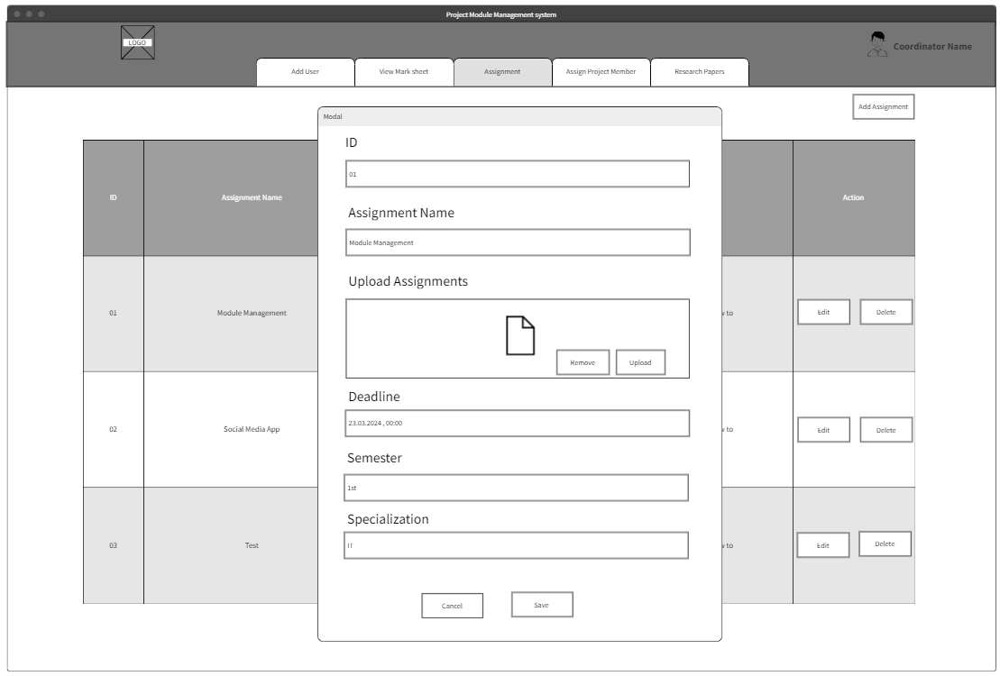 Project Module Management system
LOGO
Coordinator Name
Add User
View Mark sheet
Assignment
Assign Project Member
Research Papers
Add Assignment
Modal
ID
01
Assignment Name
Module Management
Upload Assignments
Remove
Upload
Deadline
23.03.2024 , 00:00
Semester
1st
Specialization
IT
Cancel
Save
ID
Assignment Name
Action
01
Module Management
to
Edit
Delete
02
Social Media App
to
Edit
Delete
03
Test
to
Edit
Delete